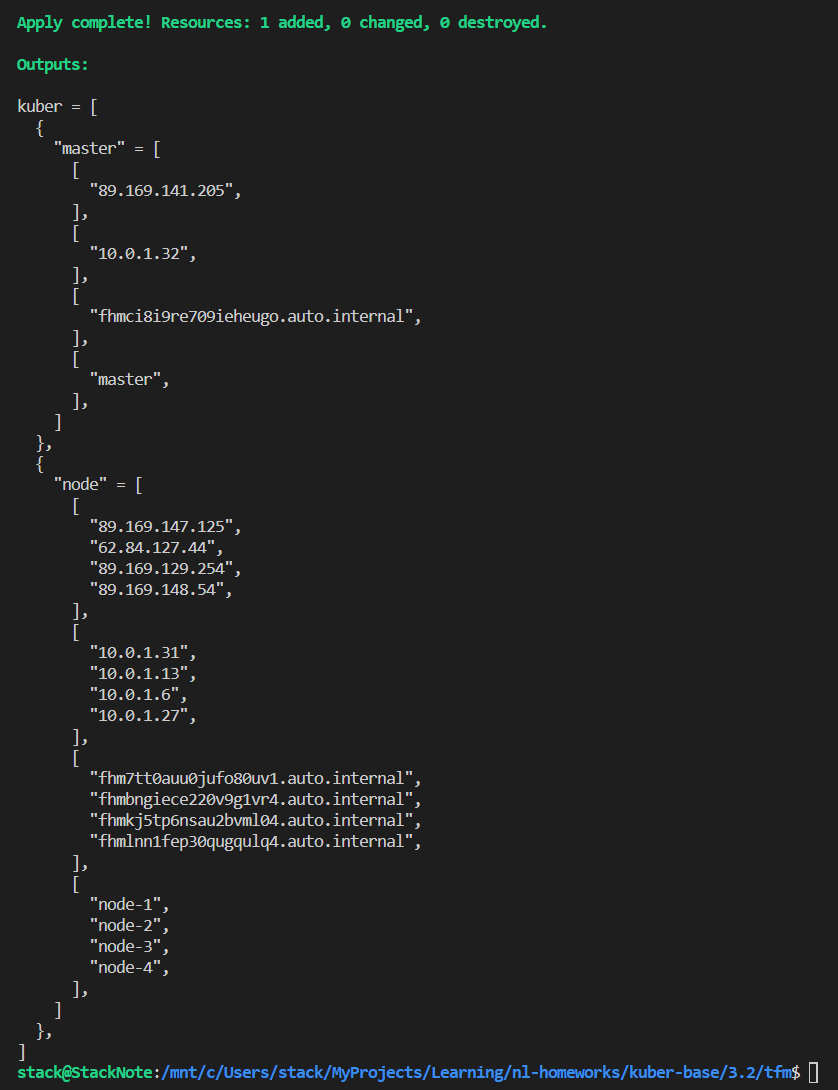 Apply complete! Resources: 1 added, 0 changed, 0 destroyed.
Outputs:
kuber = [
  {
    "master" = [
      [
        "89.169.141.205",
      ],
      [
        "10.0.1.32",
      ],
      [
        "fhmci8i9re709ieheugo.auto.internal",
      ],
      [
        "master",
      ],
    ]
  },
  {
    "node" = [
      [
        "89.169.147.125",
        "62.84.127.44",
        "89.169.129.254",
        "89.169.148.54",
      ],
      [
        "10.0.1.31",
        "10.0.1.13",
        "10.0.1.6",
        "10.0.1.27",
      ],
      [
        "fhm7tt0auu0jufo80uv1.auto.internal",
        "fhmbngiece220v9g1vr4.auto.internal",
        "fhmkj5tp6nsau2bvml04.auto.internal",
        "fhmlnn1fep30qugqulq4.auto.internal",
      ],
      [
        "node-1",
        "node-2",
        "node-3",
        "node-4",
      ],
    ]
  },
]
stack@StackNote:/mnt/c/Users/stack/MyProjects/Learning/nl-homeworks/kuber-base/3.2/tfm$